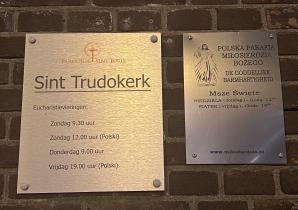 Sint Trudokerk
Eucharistievieringen:
Zondag 9.30 uur
Zondag 12.00 uur (Polski)
Donderdag 9.00 uur
Vrijdag 19.00 uur (Polski)
POLSKA PARAFIA
MIŁOSIERDZIA
BOŻEGO
DE GODDELIJKE
BARMHARTIGHEID
Msze Święte